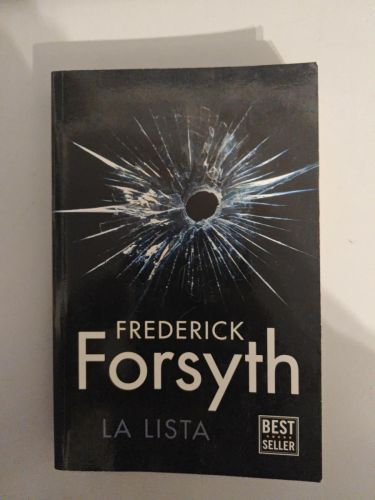 FREDERICK
Forsyth
LA LISTA
BEST
SELLER